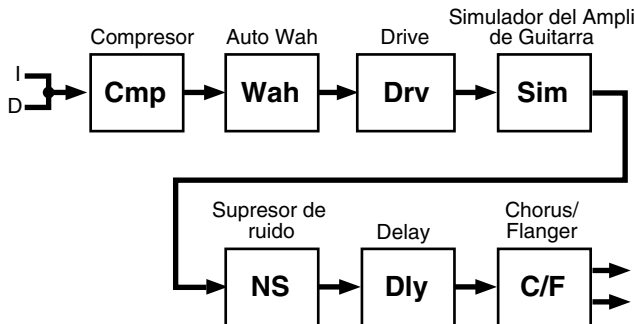 Compresor
Auto Wah
Drive
Simulador del Ampli
de Guitarra
I
D
Cmp
Wah
Drv
Sim
Supresor de
ruido
Delay
Chorus/
Flanger
NS
Dly
C/F